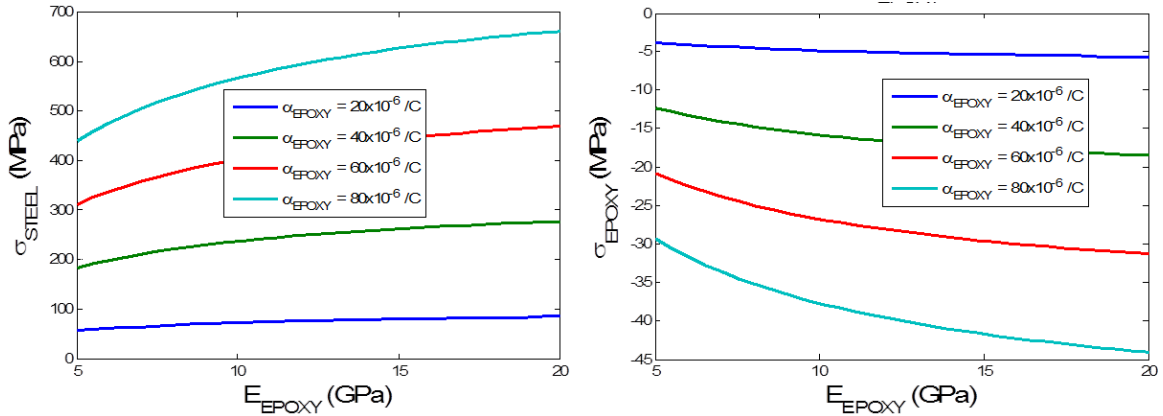 700
600
500
400
300
200
100
0
σSTEEL (MPa)
αEPOXY = 20x10-6 /C
αEPOXY = 40x10-6 /C
αEPOXY = 60x10-6 /C
αEPOXY = 80x10-6 /C
5 10 15 20
EEPOXY (GPa)
0
-5
-10
-15
-20
-25
-30
-35
-40
-45
σEPOXY (MPa)
αEPOXY = 20x10-6 /C
αEPOXY = 40x10-6 /C
αEPOXY = 60x10-6 /C
αEPOXY = 80x10-6 /C
5 10 15 20
EEPOXY (GPa)